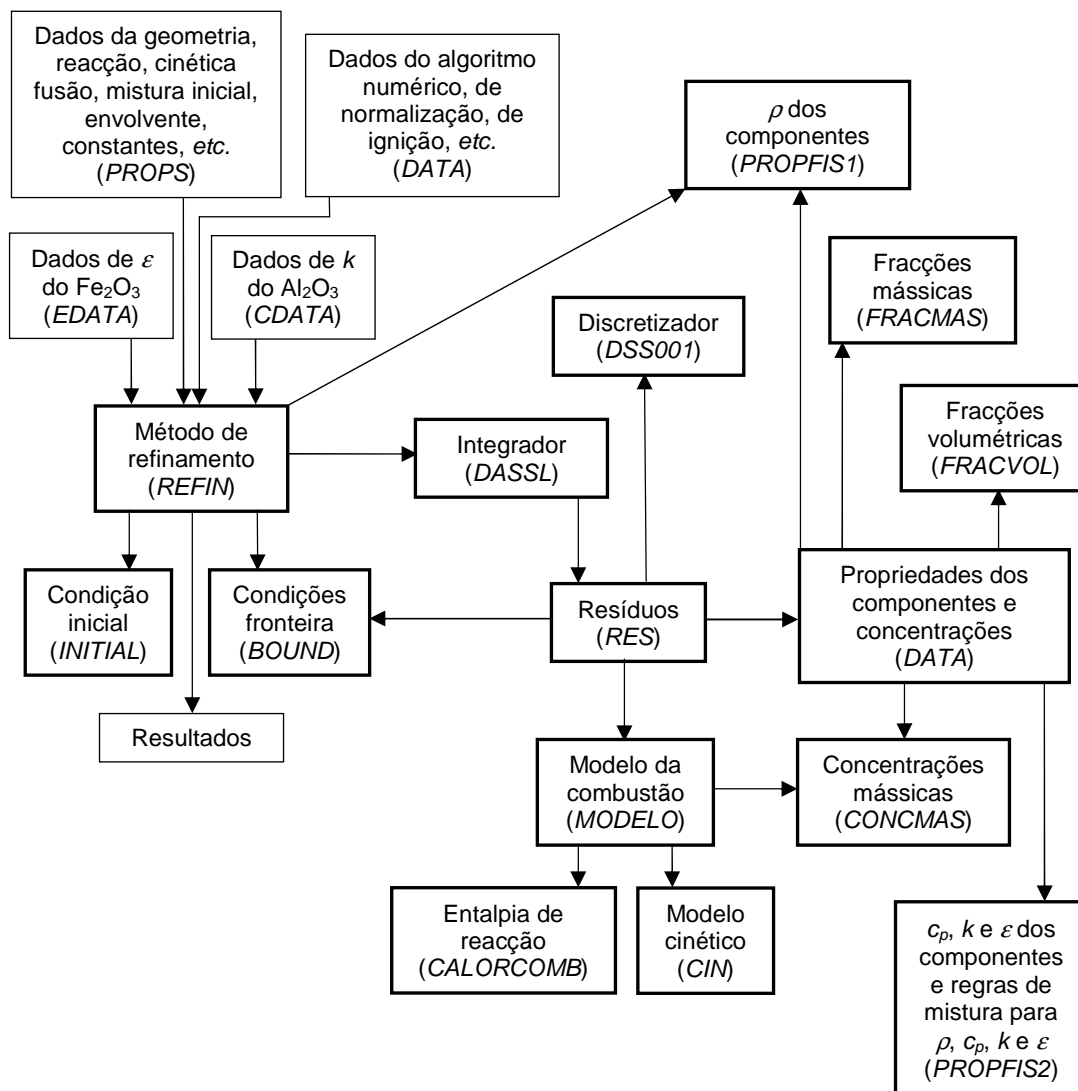 Dados da geometria,
reacção, cinética
fusão, mistura inicial,
envolvente,
constantes, etc.
(PROPS)
Dados do algoritmo
numérico, de
normalização, de
ignição, etc.
(DATA)
ρ dos
componentes
(PROPFIS1)
Dados de ε
do Fe₂O₃
(EDATA)
Dados de k
do Al₂O₃
(CDATA)
Fracções
mássicas
(FRACMAS)
Discretizador
(DSS001)
Método de
refinamento
(REFIN)
Integrador
(DASSL)
Fracções
volumétricas
(FRACVOL)
Condição
inicial
(INITIAL)
Condições
fronteira
(BOUND)
Resíduos
(RES)
Propriedades dos
componentes e
concentrações
(DATA)
Resultados
Modelo da
combustão
(MODELO)
Concentrações
mássicas
(CONCMAS)
Entalpia de
reacção
(CALORCOMB)
Modelo
cinético
(CIN)
cₚ, k e ε dos
componentes
e regras de
mistura para
ρ, cₚ, k e ε
(PROPFIS2)